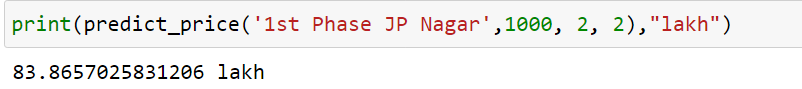 print(predict_price('1st Phase JP Nagar',1000, 2, 2),"lakh")
83.8657025831206 lakh